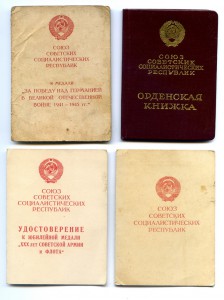 СОЮЗ
СОВЕТСКИХ
СОЦИАЛИСТИЧЕСКИХ
РЕСПУБЛИК
К МЕДАЛИ
"ЗА ПОБЕДУ НАД ГЕРМАНИЕЙ
В ВЕЛИКОЙ ОТЕЧЕСТВЕННОЙ
ВОЙНЕ 1941—1945 гг."
СОЮЗ
СОВЕТСКИХ
СОЦИАЛИСТИЧЕСКИХ
РЕСПУБЛИК
ОРДЕНСКАЯ
КНИЖКА
СОЮЗ
СОВЕТСКИХ
СОЦИАЛИСТИЧЕСКИХ
РЕСПУБЛИК
УДОСТОВЕРЕНИЕ
К ЮБИЛЕЙНОЙ МЕДАЛИ
„XXX ЛЕТ СОВЕТСКОЙ АРМИИ
И ФЛОТА"
СОЮЗ
СОВЕТСКИХ
СОЦИАЛИСТИЧЕСКИХ
РЕСПУБЛИК